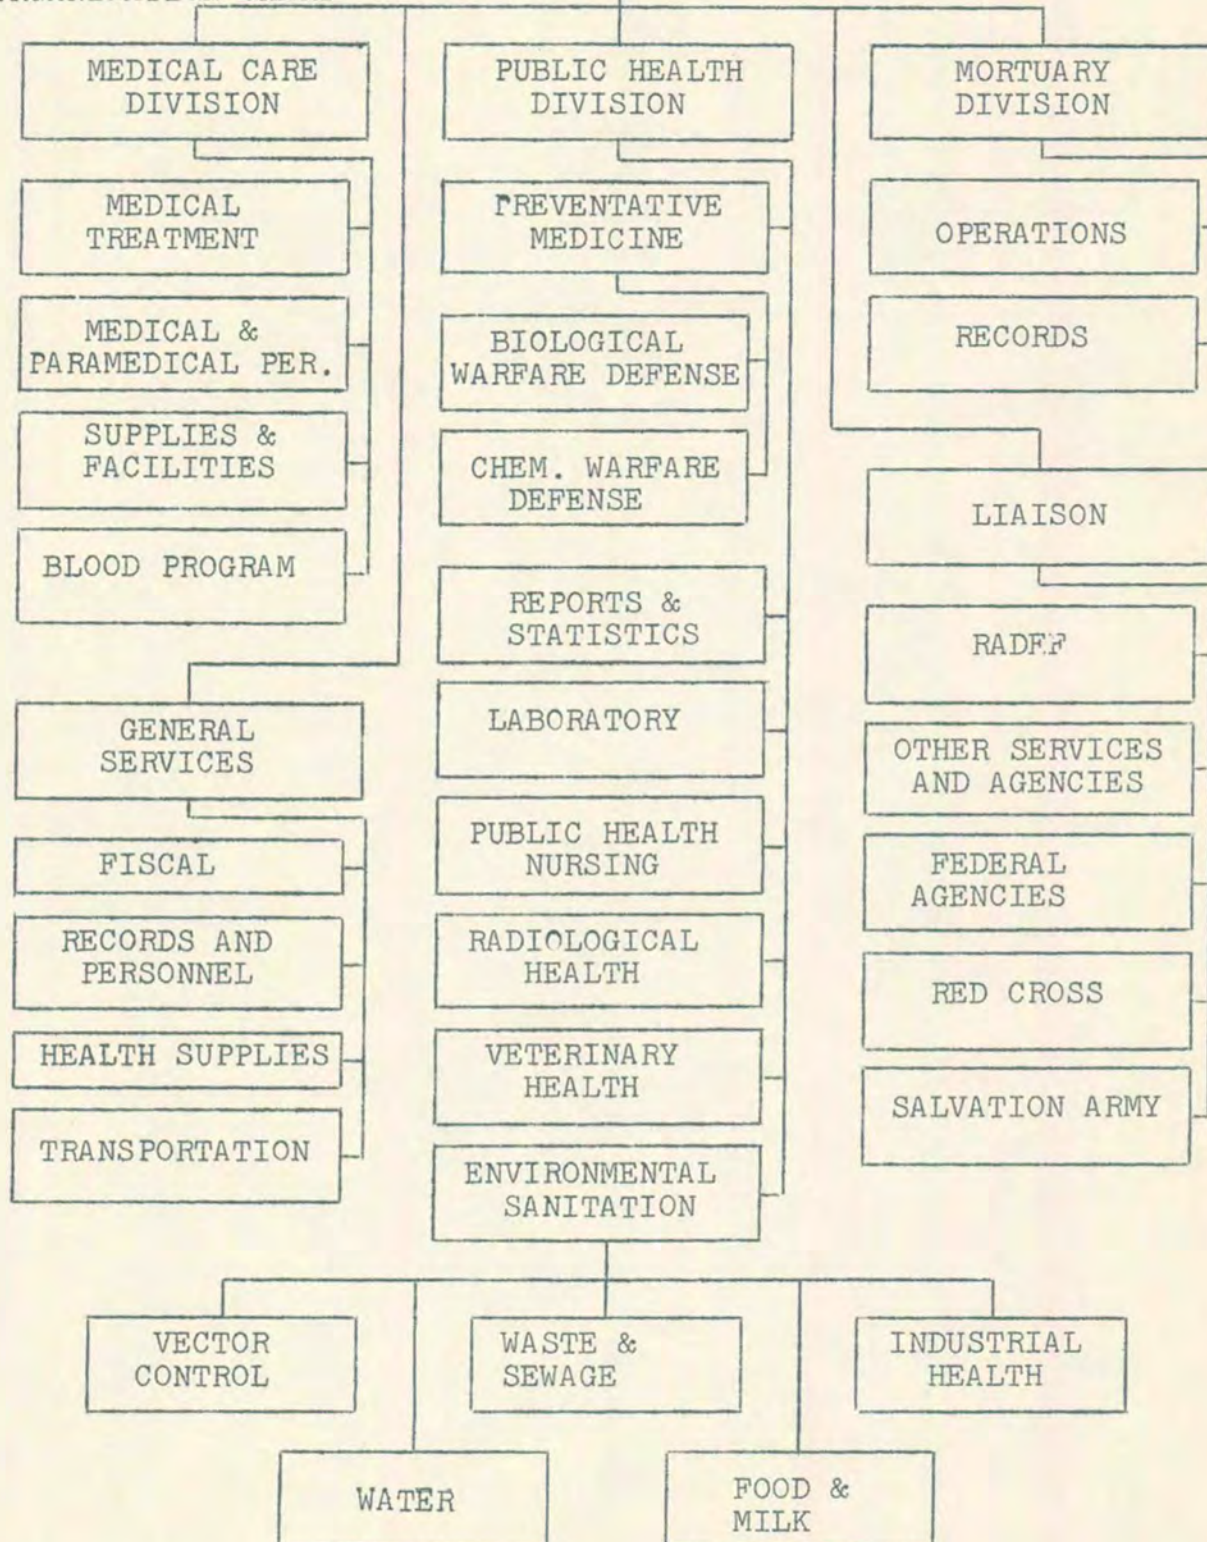 MEDICAL CARE
DIVISION
MEDICAL
TREATMENT
MEDICAL &
PARAMEDICAL PER.
SUPPLIES &
FACILITIES
BLOOD PROGRAM
GENERAL
SERVICES
FISCAL
RECORDS AND
PERSONNEL
HEALTH SUPPLIES
TRANSPORTATION
PUBLIC HEALTH
DIVISION
PREVENTATIVE
MEDICINE
BIOLOGICAL
WARFARE DEFENSE
CHEM. WARFARE
DEFENSE
REPORTS &
STATISTICS
LABORATORY
PUBLIC HEALTH
NURSING
RADIOLOGICAL
HEALTH
VETERINARY
HEALTH
ENVIRONMENTAL
SANITATION
MORTUARY
DIVISION
OPERATIONS
RECORDS
LIAISON
OTHER SERVICES
AND AGENCIES
FEDERAL
AGENCIES
RED CROSS
SALVATION ARMY
VECTOR
CONTROL
WASTE &
SEWAGE
INDUSTRIAL
HEALTH
WATER
FOOD &
MILK